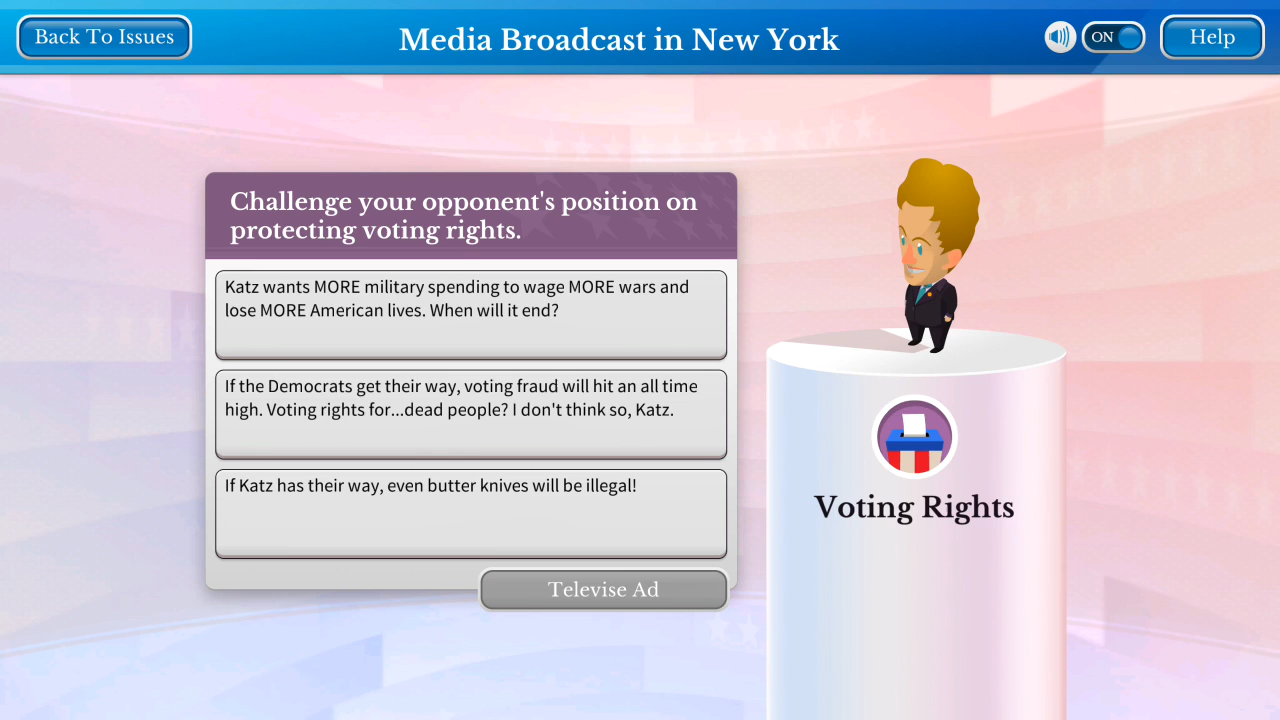 Back To Issues
Media Broadcast in New York
ON
Help
Challenge your opponent's position on
protecting voting rights.
Katz wants MORE military spending to wage MORE wars and
lose MORE American lives. When will it end?
If the Democrats get their way, voting fraud will hit an all time
high. Voting rights for...dead people? I don't think so, Katz.
If Katz has their way, even butter knives will be illegal!
Televise Ad
Voting Rights